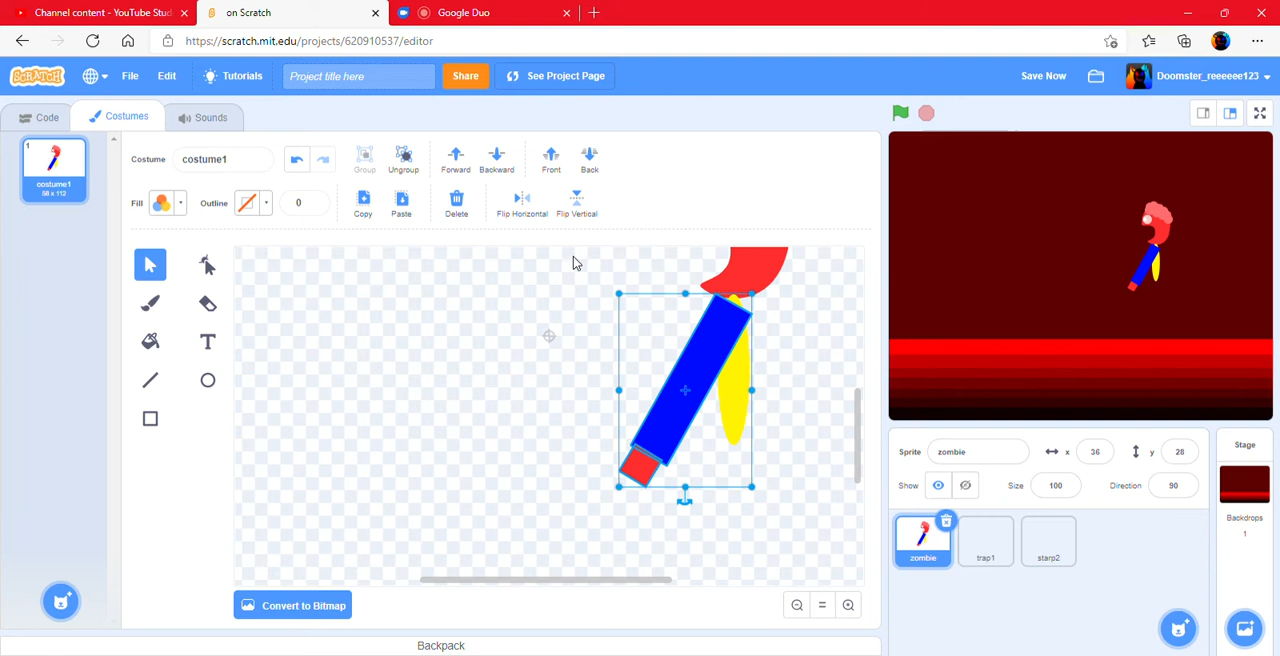 Channel content - YouTube Stud
on Scratch
Google Duo
https://scratch.mit.edu/projects/620910537/editor
SCRATCH
File
Edit
Tutorials
Project title here
Share
See Project Page
Save Now
Doomster_reeeeee123
Code
Costumes
Sounds
1
costume1
58 x 112
Costume
costume1
Group
Ungroup
Forward
Backward
Front
Back
Fill
Outline
0
Copy
Paste
Delete
Flip Horizontal
Flip Vertical
Convert to Bitmap
Backpack
Sprite
zombie
x
36
y
28
Show
Size
100
Direction
90
zombie
trap1
starp2
Stage
Backdrops
1